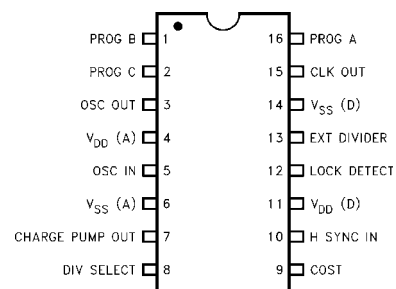 PROG B 1 16 PROG A
PROG C 2 15 CLK OUT
OSC OUT 3 14 VSS (D)
VDD (A) 4 13 EXT DIVIDER
OSC IN 5 12 LOCK DETECT
VSS (A) 6 11 VDD (D)
CHARGE PUMP OUT 7 10 H SYNC IN
DIV SELECT 8 9 COST